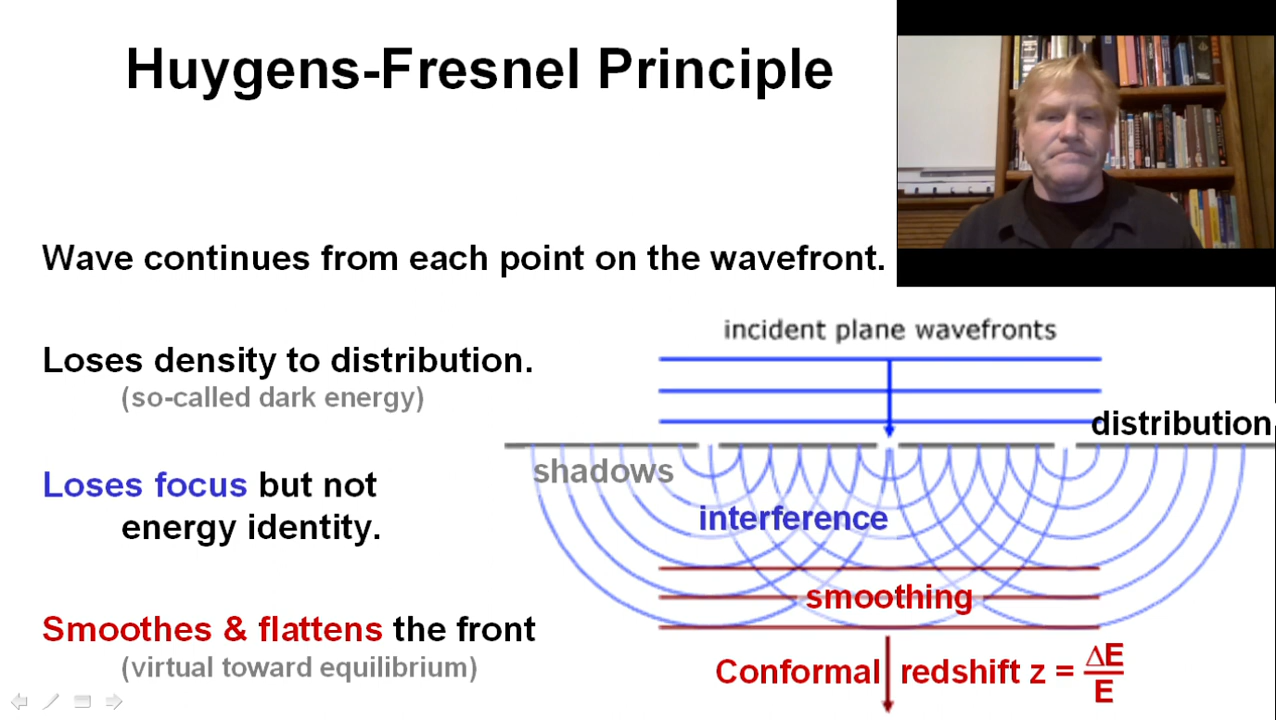 Huygens-Fresnel Principle
Wave continues from each point on the wavefront.
incident plane wavefronts
Loses density to distribution.
(so-called dark energy)
distribution
shadows
Loses focus but not
energy identity.
interference
smoothing
Smoothes & flattens the front
(virtual toward equilibrium)
Conformal redshift z = ΔE/E